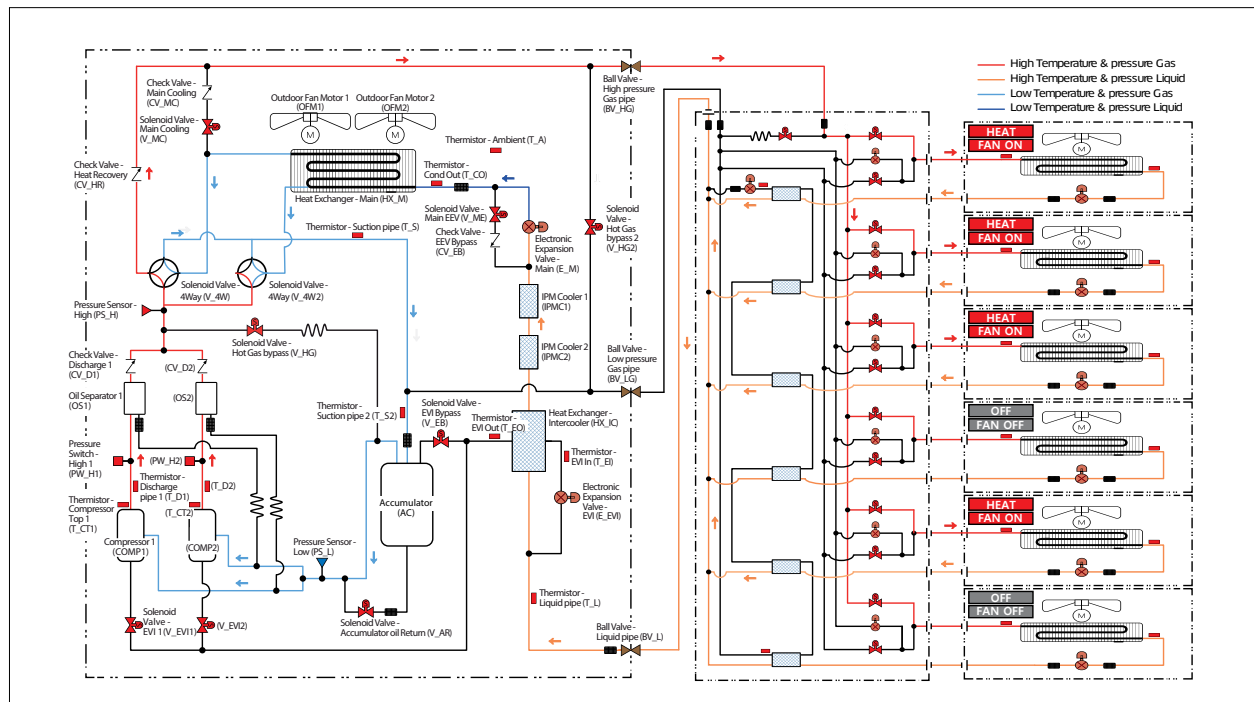 High Temperature & pressure Gas
High Temperature & pressure Liquid
Low Temperature & pressure Gas
Low Temperature & pressure Liquid
Check Valve -
Main Cooling
(CV_MC)
Solenoid Valve -
Main Cooling
(V_MC)
Outdoor Fan Motor 1
(OFM1)
Outdoor Fan Motor 2
(OFM2)
M
M
Thermistor - Ambient (T_A)
Thermistor -
Cond Out (T_CO)
Heat Exchanger - Main (HX_M)
Check Valve -
Heat Recovery
(CV_HR)
Ball Valve -
High pressure
Gas pipe
(BV_HG)
Solenoid Valve -
Main EEV (V_ME)
Check Valve -
EEV Bypass
(CV_EB)
Thermistor - Suction pipe (T_S)
Electronic
Expansion
Valve -
Main (E_M)
Solenoid
Valve -
Hot Gas
bypass 2
(V_HG2)
Solenoid Valve -
4Way (V_4W)
Solenoid Valve -
4Way (V_4W2)
Pressure Sensor -
High (PS_H)
IPM Cooler 1
(IPMC1)
IPM Cooler 2
(IPMC2)
Solenoid Valve -
Hot Gas bypass (V_HG)
Check Valve -
Discharge 1
(CV_D1)
(CV_D2)
Ball Valve -
Low pressure
Gas pipe
(BV_LG)
Oil Separator 1
(OS1)
(OS2)
Thermistor -
Suction pipe 2 (T_S2)
Solenoid Valve -
EVI Bypass
(V_EB)
Thermistor -
EVI Out (T_EO)
Heat Exchanger -
Intercooler (HX_IC)
Pressure
Switch -
High 1
(PW_H1)
(PW_H2)
Thermistor -
EVI In (T_EI)
Thermistor -
Discharge
pipe 1 (T_D1)
(T_D2)
Thermistor -
Compressor
Top 1
(T_CT1)
(T_CT2)
Accumulator
(AC)
Electronic
Expansion
Valve -
EVI (E_EVI)
Compressor 1
(COMP1)
(COMP2)
Pressure Sensor -
Low (PS_L)
Thermistor -
Liquid pipe (T_L)
Solenoid
Valve -
EVI 1 (V_EVI1)
(V_EVI2)
Solenoid Valve -
Accumulator oil Return (V_AR)
Ball Valve -
Liquid pipe (BV_L)
HEAT
FAN ON
M
HEAT
FAN ON
M
HEAT
FAN ON
M
OFF
FAN OFF
M
HEAT
FAN ON
M
OFF
FAN OFF
M